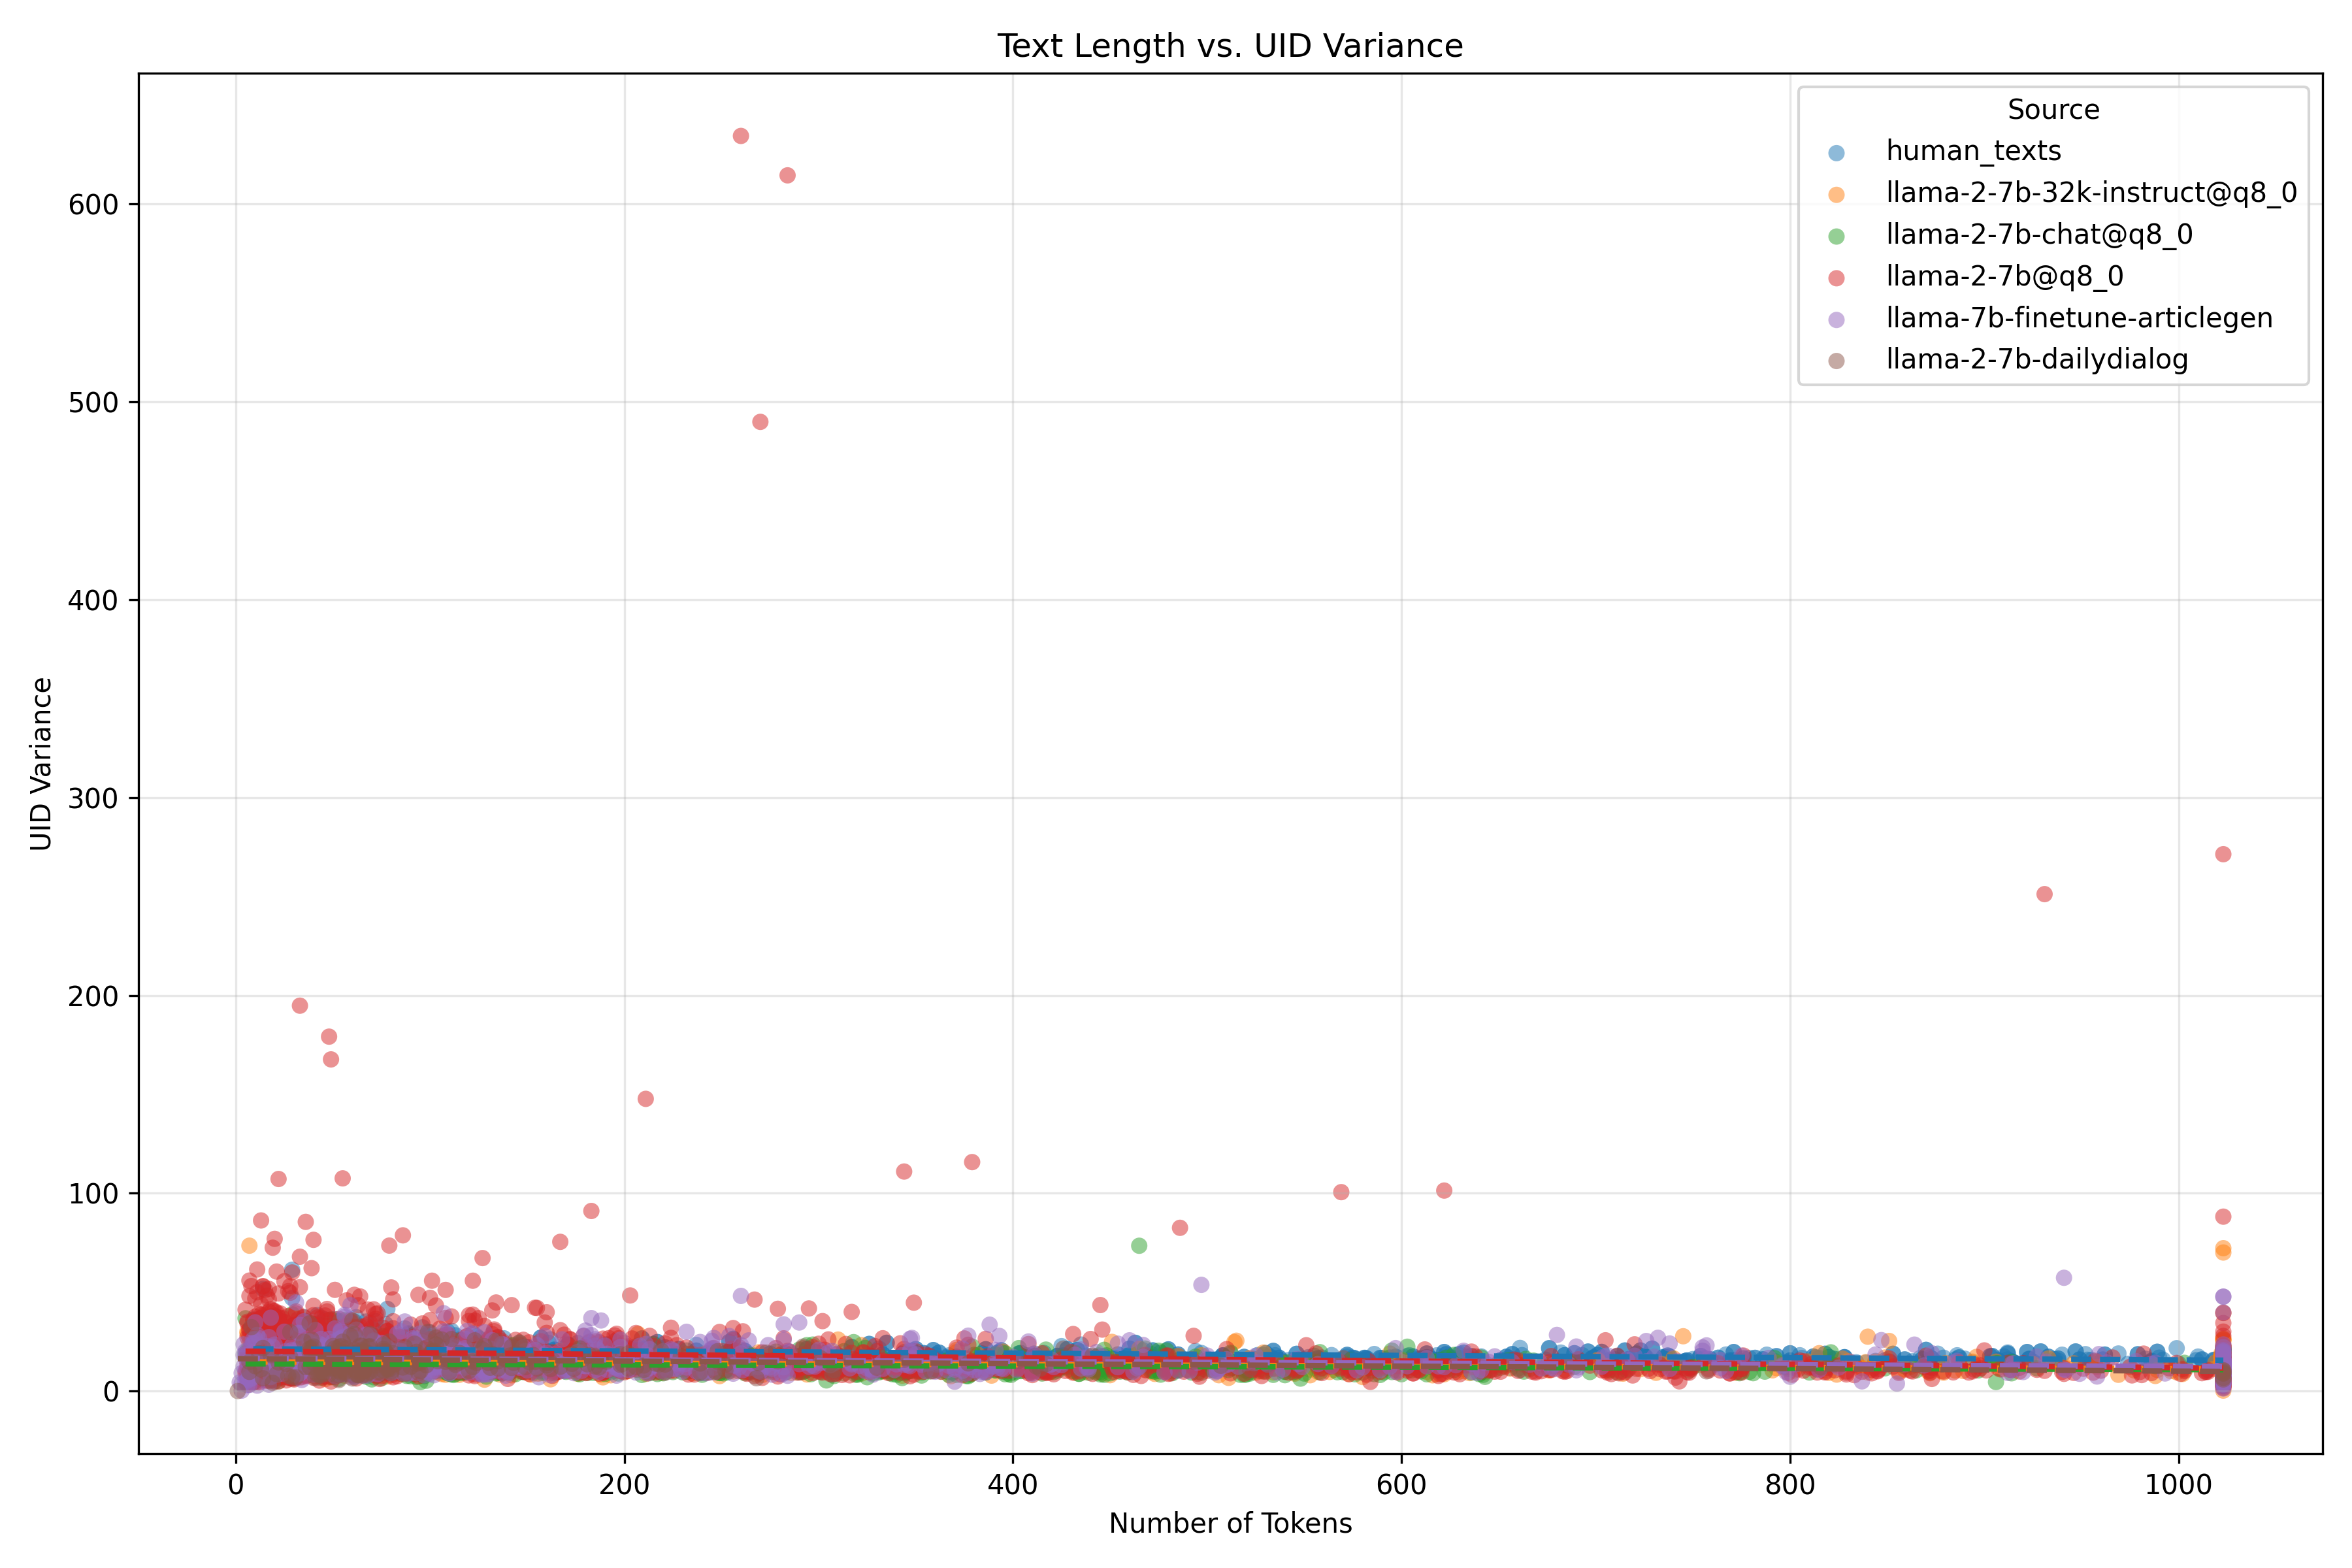 Text Length vs. UID Variance
Source
human_texts
llama-2-7b-32k-instruct@q8_0
llama-2-7b-chat@q8_0
llama-2-7b@q8_0
llama-7b-finetune-articlegen
llama-2-7b-dailydialog
UID Variance
600
500
400
300
200
100
0
0 200 400 600 800 1000
Number of Tokens